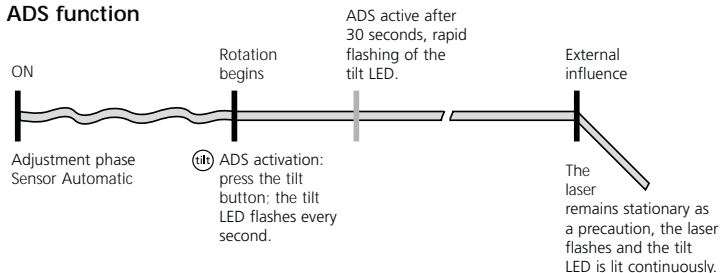 ADS function
ON
Adjustment phase
Sensor Automatic
Rotation
begins
tilt
ADS activation:
press the tilt
button; the tilt
LED flashes every
second.
ADS active after
30 seconds, rapid
flashing of the
tilt LED.
External
influence
The
laser
remains stationary as
a precaution, the laser
flashes and the tilt
LED is lit continuously.